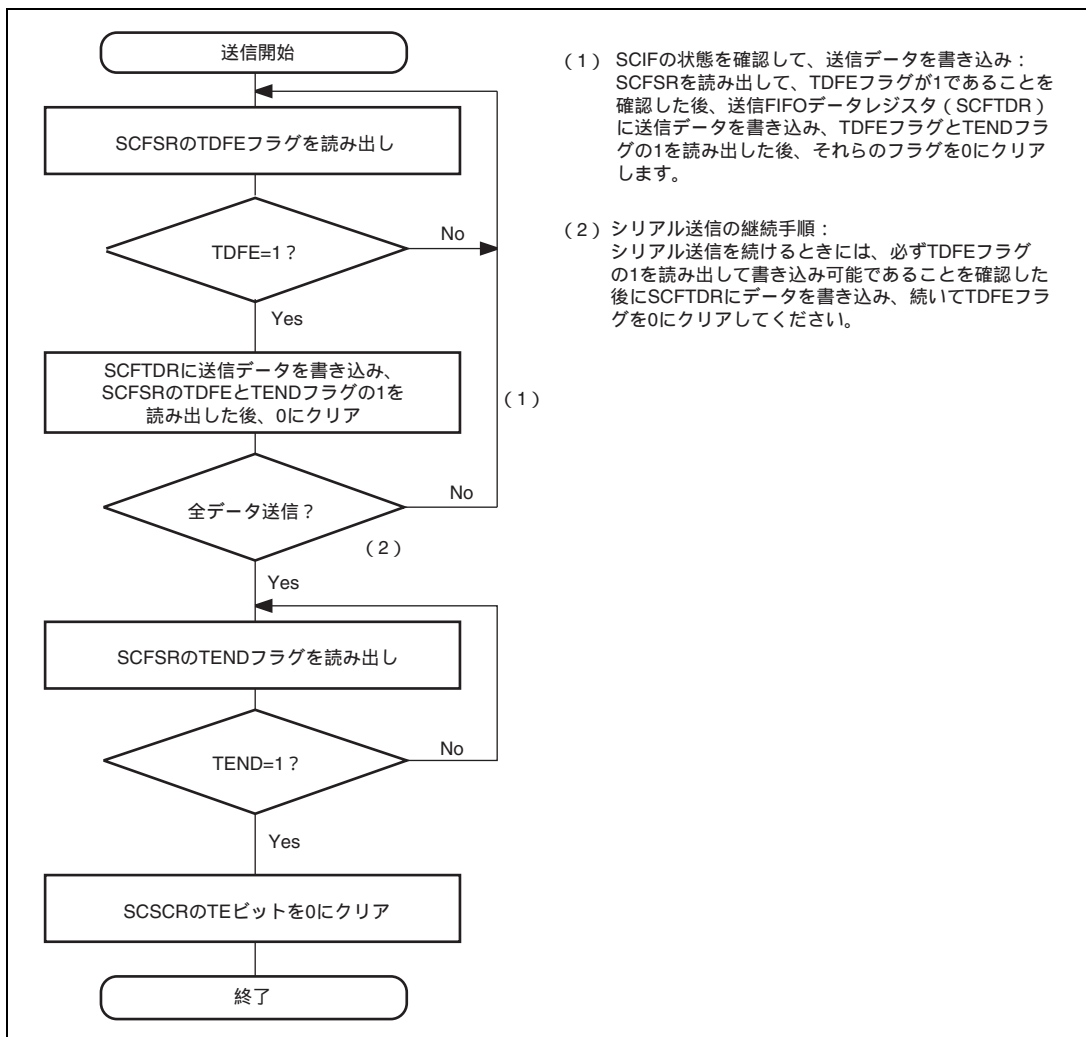 送信開始
SCFSRのTDFEフラグを読み出し
TDFE=1？
No
Yes
SCFTDRに送信データを書き込み、
SCFSRのTDFEとTENDフラグの1を
読み出した後、0にクリア
（1）
全データ送信？
No
（2）
Yes
SCFSRのTENDフラグを読み出し
TEND=1？
No
Yes
SCSCRのTEビットを0にクリア
終了
（1） SCIFの状態を確認して、送信データを書き込み：
SCFSRを読み出して、TDFEフラグが1であることを
確認した後、送信FIFOデータレジスタ（SCFTDR）
に送信データを書き込み、TDFEフラグとTENDフラ
グの1を読み出した後、それらのフラグを0にクリア
します。
（2）シリアル送信の継続手順：
シリアル送信を続けるときには、必ずTDFEフラグ
の1を読み出して書き込み可能であることを確認した
後にSCFTDRにデータを書き込み、続いてTDFEフラ
グを0にクリアしてください。